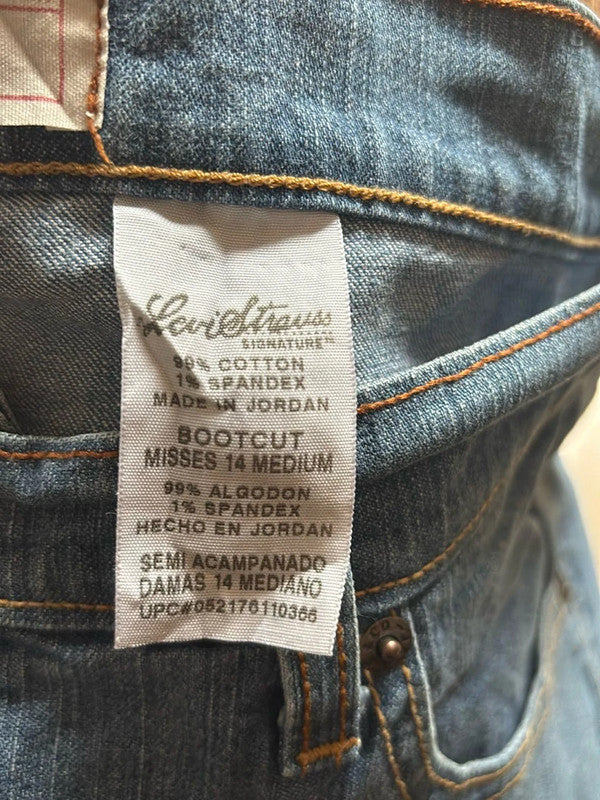 Levi Strauss
SIGNATURE™
99% COTTON
1% SPANDEX
MADE IN JORDAN
BOOTCUT
MISSES 14 MEDIUM
99% ALGODON
1% SPANDEX
HECHO EN JORDAN
SEMI ACAMPANADO
DAMAS 14 MEDIANO
UPC#052176110366